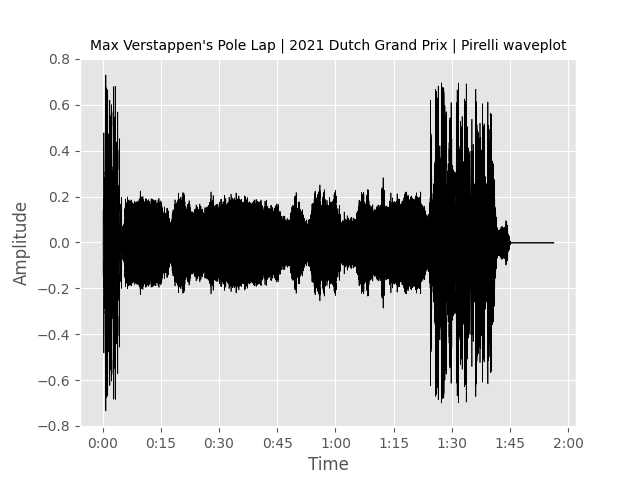 Max Verstappen's Pole Lap | 2021 Dutch Grand Prix | Pirelli waveplot
0.8
0.6
0.4
0.2
0.0
−0.2
−0.4
−0.6
−0.8
Amplitude
0:00 0:15 0:30 0:45 1:00 1:15 1:30 1:45 2:00
Time